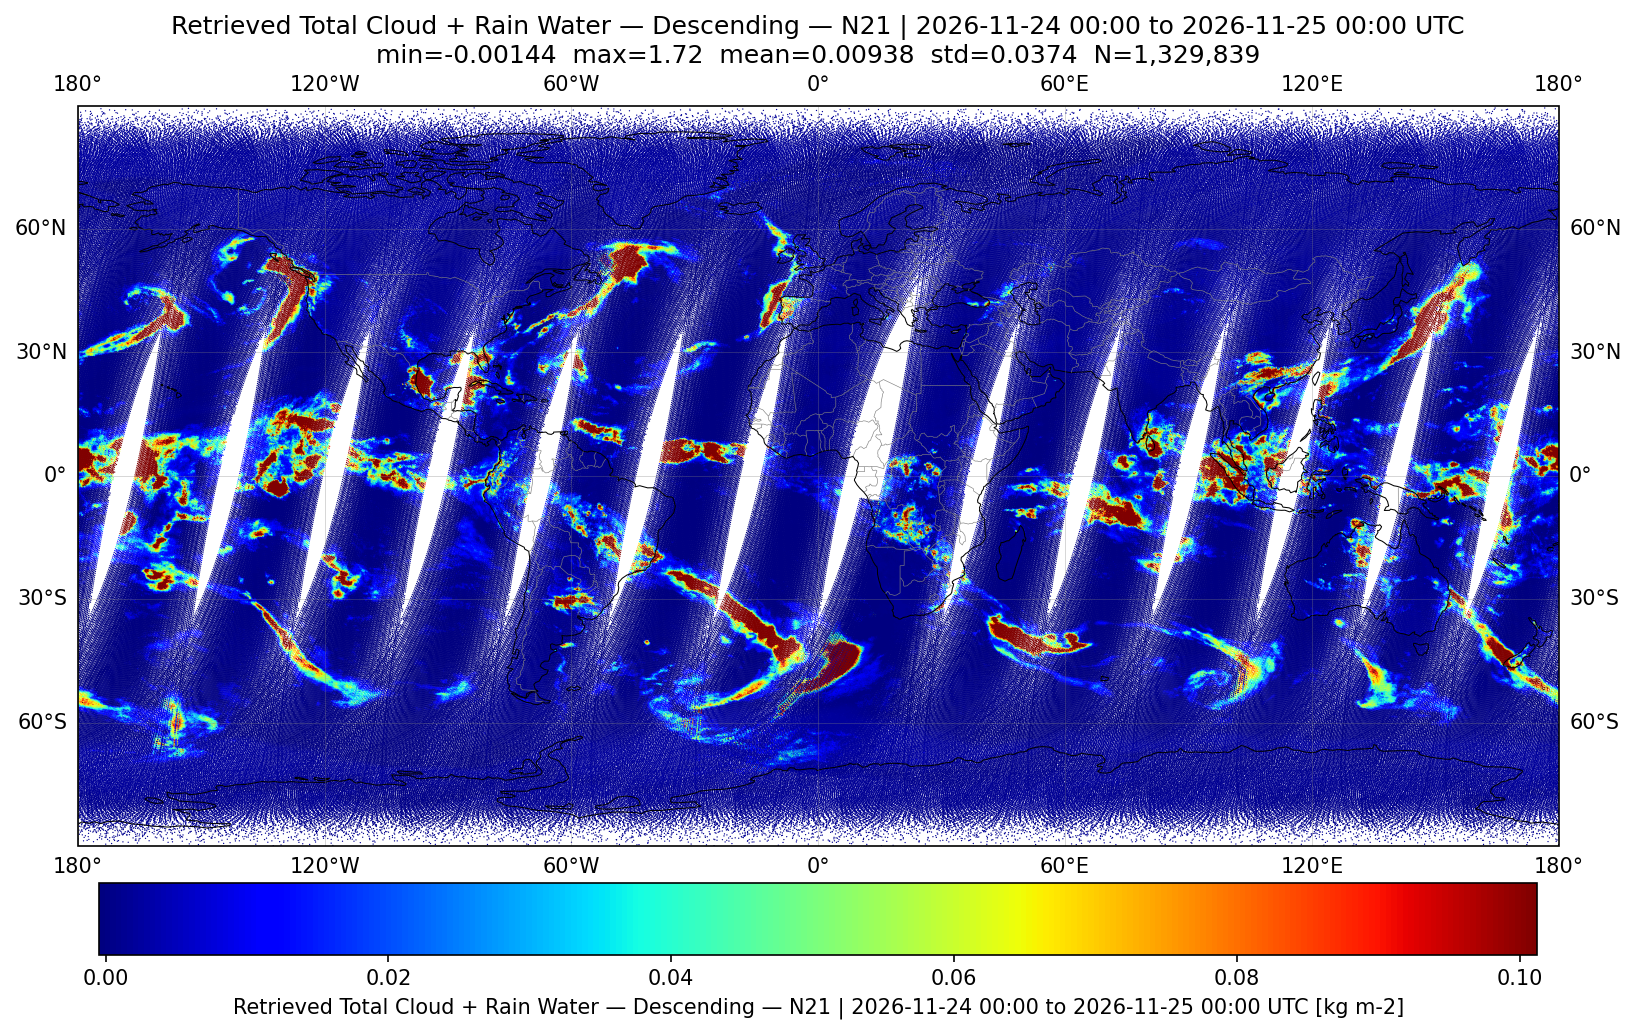 Retrieved Total Cloud + Rain Water — Descending — N21 | 2026-11-24 00:00 to 2026-11-25 00:00 UTC
min=-0.00144 max=1.72 mean=0.00938 std=0.0374 N=1,329,839
180° 120°W 60°W 0° 60°E 120°E 180°
60°N 60°N
30°N 30°N
0° 0°
30°S 30°S
60°S 60°S
180° 120°W 60°W 0° 60°E 120°E 180°
0.00 0.02 0.04 0.06 0.08 0.10
Retrieved Total Cloud + Rain Water — Descending — N21 | 2026-11-24 00:00 to 2026-11-25 00:00 UTC [kg m-2]